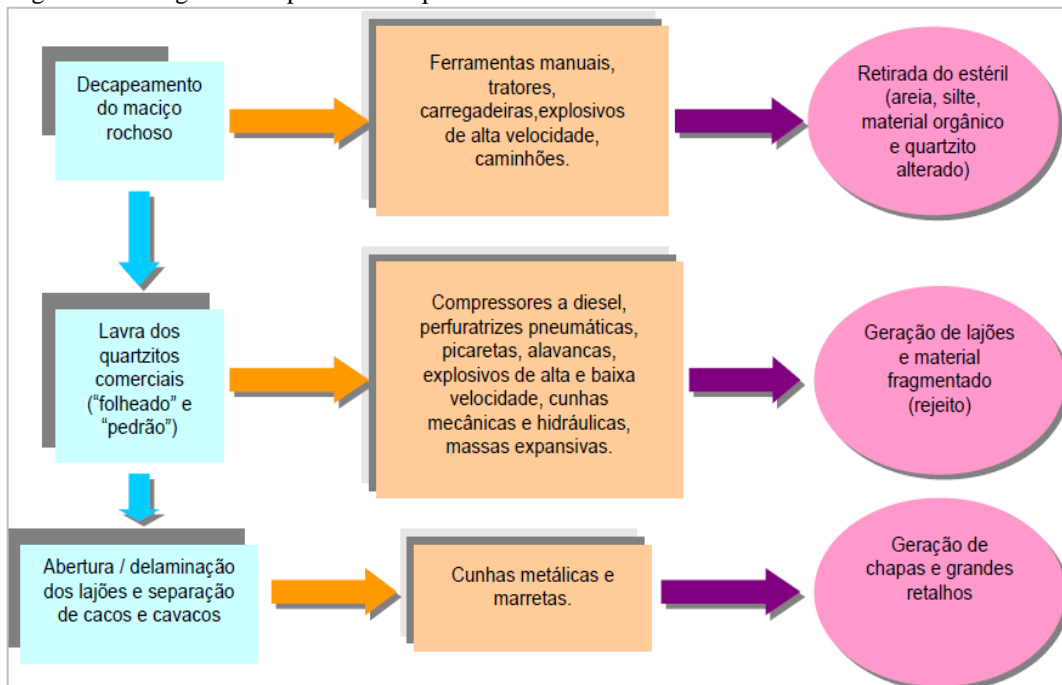 Decapeamento
do maciço
rochoso
Ferramentas manuais,
tratores,
carregadeiras,explosivos
de alta velocidade,
caminhões.
Retirada do estéril
(areia, silte,
material orgânico
e quartzito
alterado)
Lavra dos
quartzitos
comerciais
(“folheado” e
“pedrão”)
Compressores a diesel,
perfuratrizes pneumáticas,
picaretas, alavancas,
explosivos de alta e baixa
velocidade, cunhas
mecânicas e hidráulicas,
massas expansivas.
Geração de lajões
e material
fragmentado
(rejeito)
Abertura / delaminação
dos lajões e separação
de cacos e cavacos
Cunhas metálicas e
marretas.
Geração de
chapas e grandes
retalhos